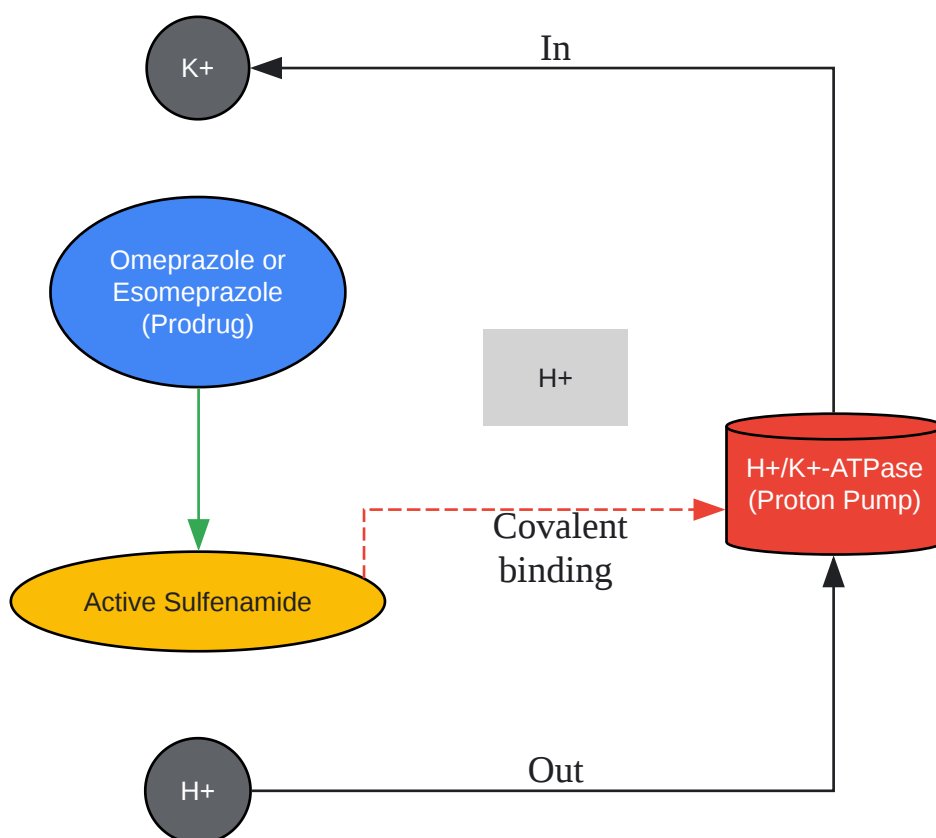 In
K+
Omeprazole or
Esomeprazole
(Prodrug)
H+
H+/K+-ATPase
(Proton Pump)
Covalent
binding
Active Sulfenamide
Out
H+